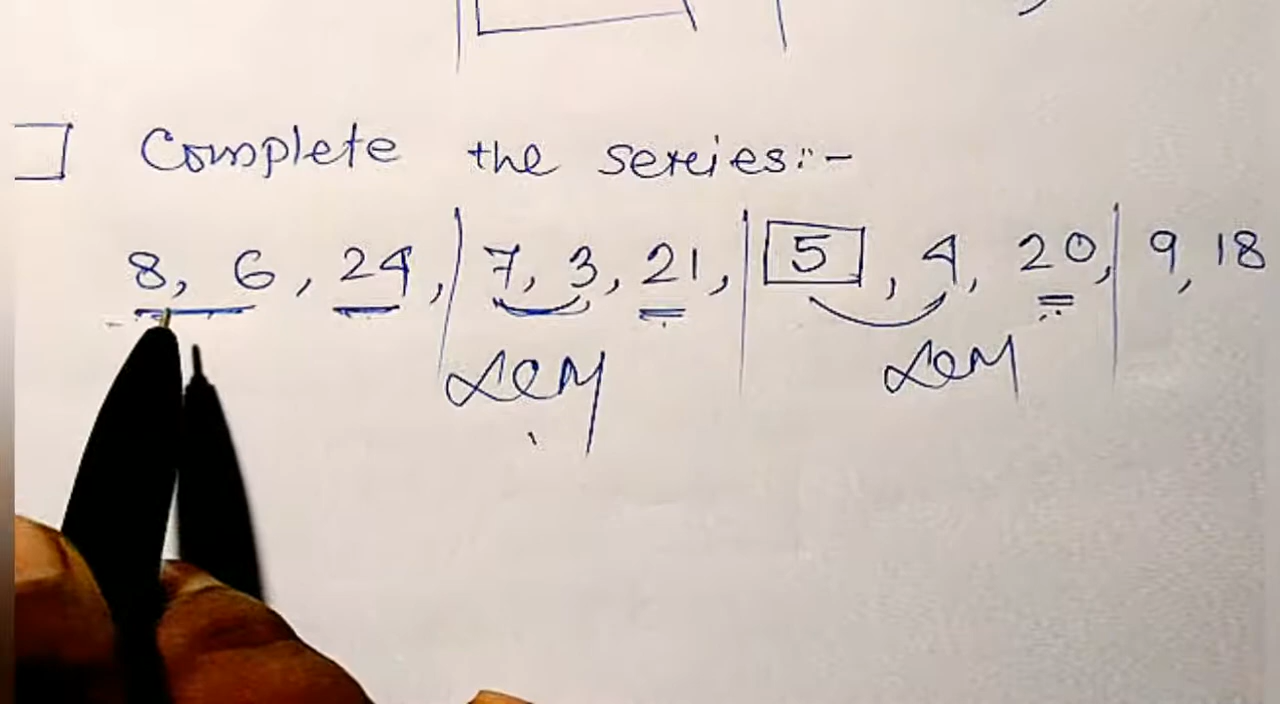 Complete the series:-
8, 6, 24, | 7, 3, 21, | 5, 4, 20, | 9, 18
LCM LCM